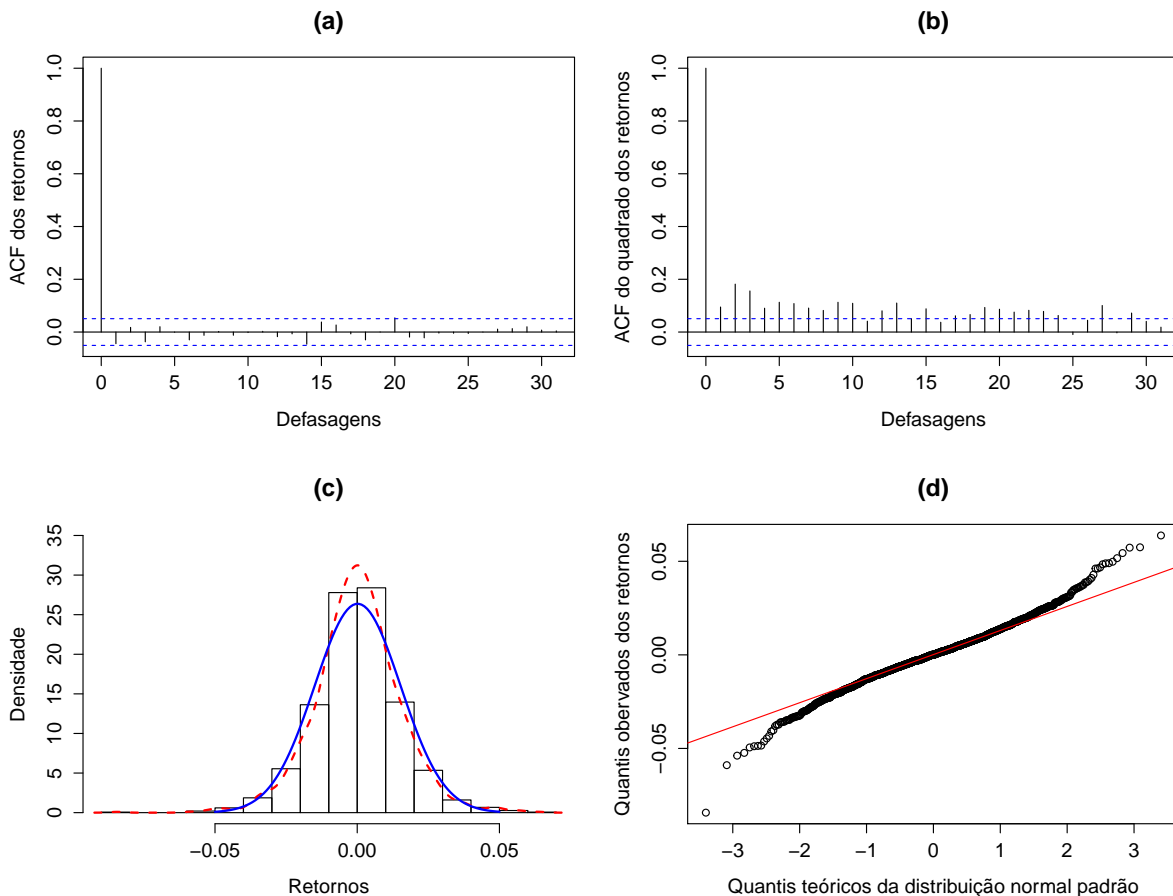 (a)
ACF dos retornos
1.0
0.8
0.6
0.4
0.2
0.0
0 5 10 15 20 25 30
Defasagens
(b)
ACF do quadrado dos retornos
1.0
0.8
0.6
0.4
0.2
0.0
0 5 10 15 20 25 30
Defasagens
(c)
Densidade
35
30
25
20
15
10
5
0
−0.05 0.00 0.05
Retornos
(d)
Quantis obervados dos retornos
0.05
0.00
−0.05
−3 −2 −1 0 1 2 3
Quantis teóricos da distribuição normal padrão